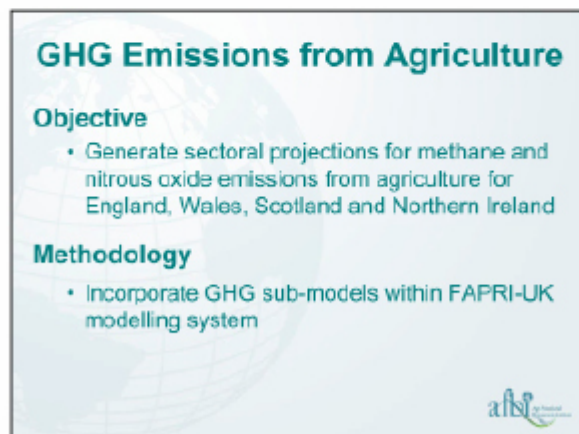 GHG Emissions from Agriculture
Objective
• Generate sectoral projections for methane and
nitrous oxide emissions from agriculture for
England, Wales, Scotland and Northern Ireland
Methodology
• Incorporate GHG sub-models within FAPRI-UK
modelling system
afbi